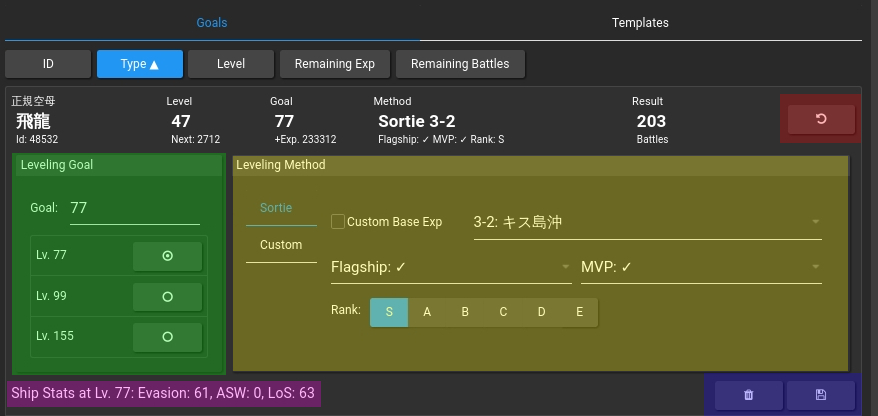 Goals Templates
ID Type ▲ Level Remaining Exp Remaining Battles
正規空母 Level Goal Method Result
飛龍 47 77 Sortie 3-2 203
Id: 48532 Next: 2712 +Exp. 233312 Flagship: ✓ MVP: ✓ Rank: S Battles
Leveling Goal
Goal: 77
Lv. 77
Lv. 99
Lv. 155
Leveling Method
Sortie
Custom
Custom Base Exp 3-2: キス島沖
Flagship: ✓ MVP: ✓
Rank: S A B C D E
Ship Stats at Lv. 77: Evasion: 61, ASW: 0, LoS: 63